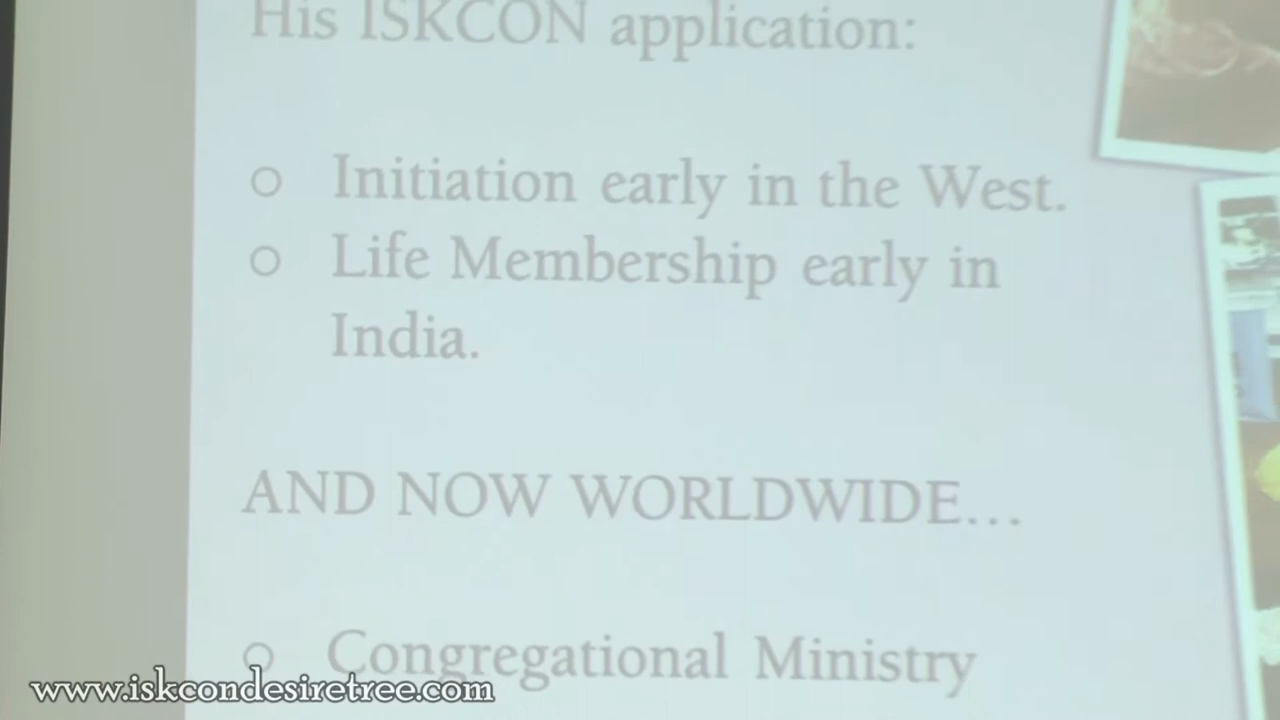 His ISKCON application:
○ Initiation early in the West.
○ Life Membership early in
India.
AND NOW WORLDWIDE...
○ Congregational Ministry
www.iskcondesiretree.com